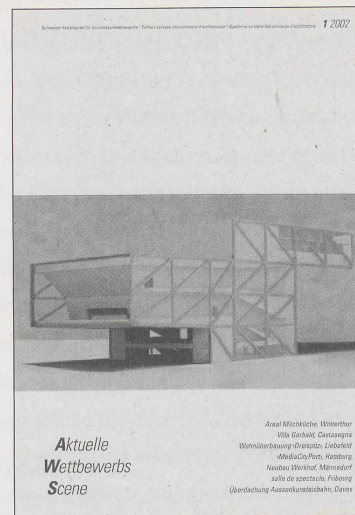 Schweizer Fachjournal für Architekturwettbewerbe / Édition suisse des concours d'architecture / Quaderno svizzero dei concorsi d'architettura 1 2002
Aktuelle
Wettbewerbs
Scene
Areal Milchküche, Winterthur
Villa Garbald, Castasegna
Wohnüberbauung ‹Dreispitz›, Liebefeld
‹MediaCityPort›, Hamburg
Neubau Werkhof, Männedorf
salle de spectacle, Fribourg
Überdachung Aussenkunsteisbahn, Davos